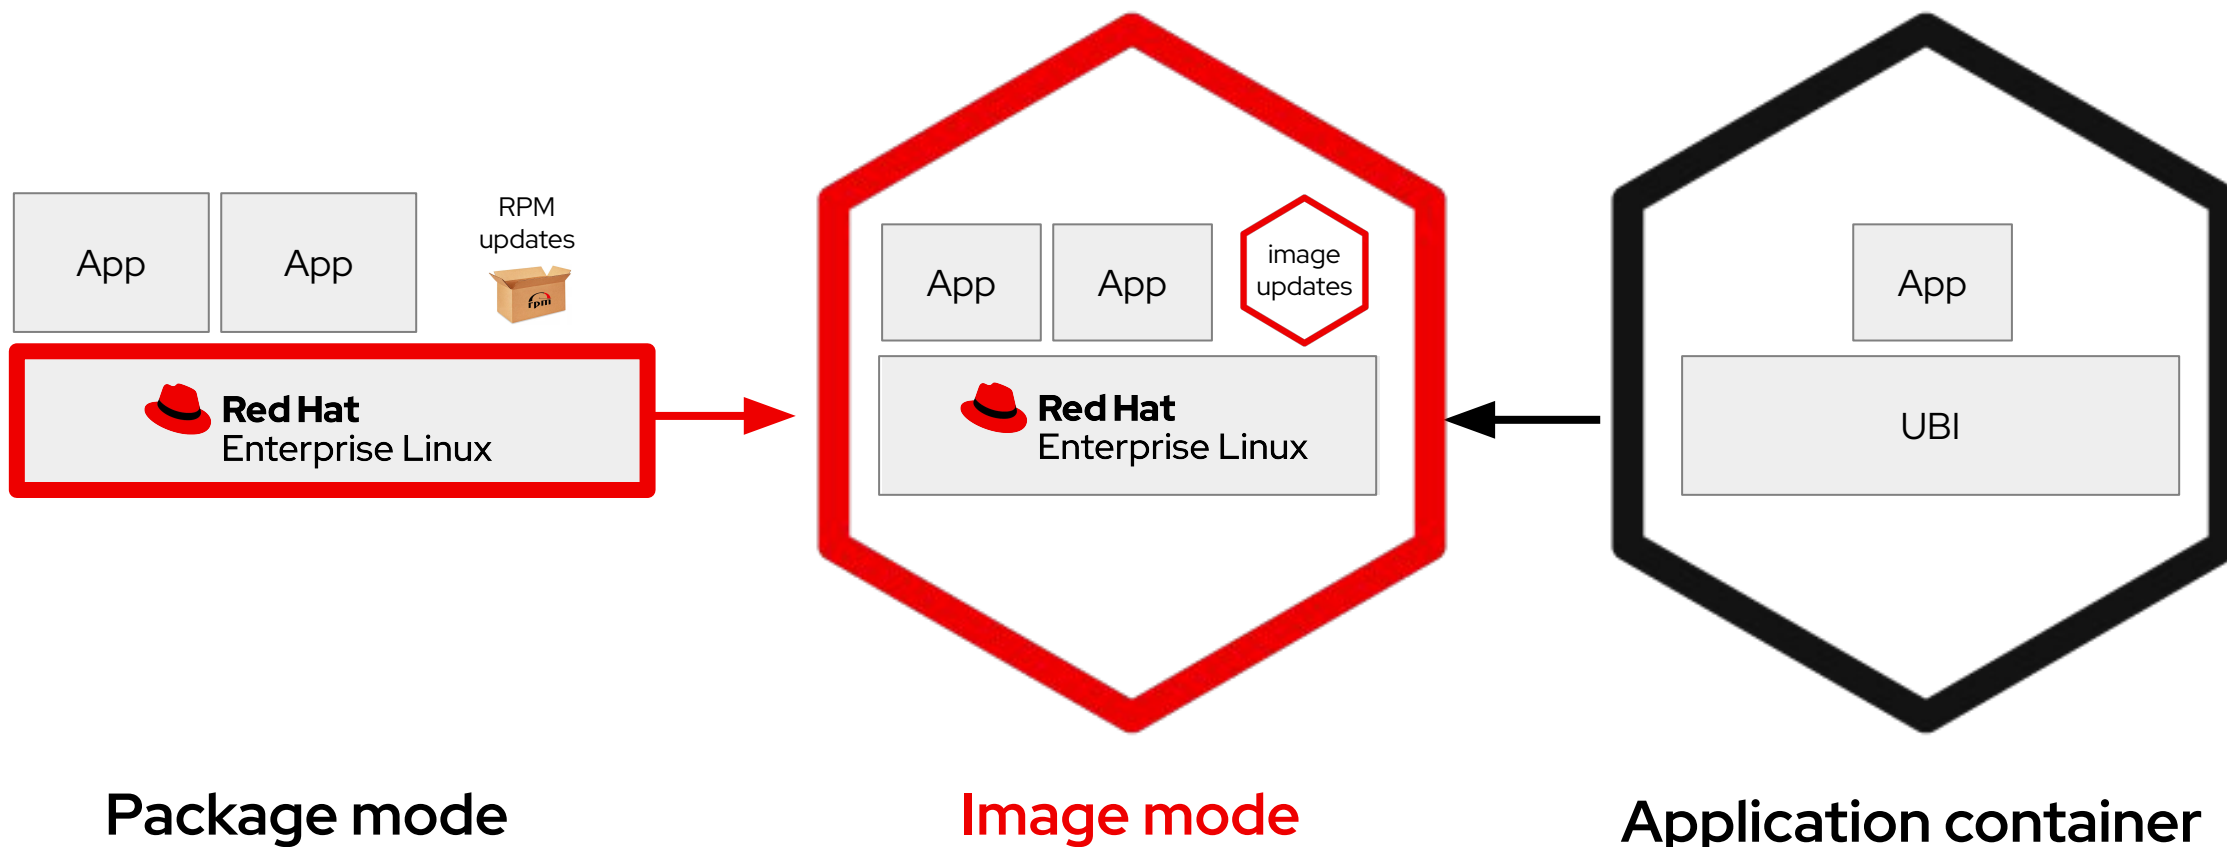 App
App
RPM
updates
rpm
Red Hat
Enterprise Linux
Package mode
App
App
image
updates
Red Hat
Enterprise Linux
Image mode
App
UBI
Application container